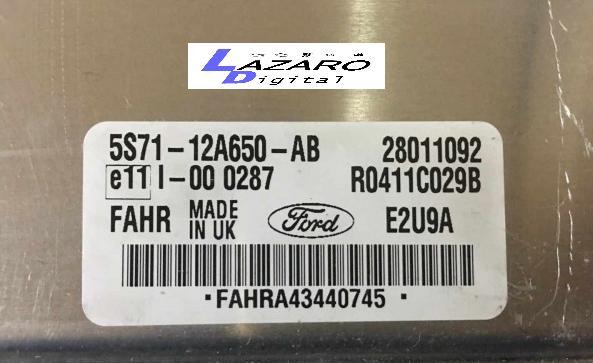 LAZARO
Digital
5S71-12A650-AB 28011092
e11 I-00 0287 R0411C029B
FAHR MADE IN UK Ford E2U9A
·FAHRA43440745·